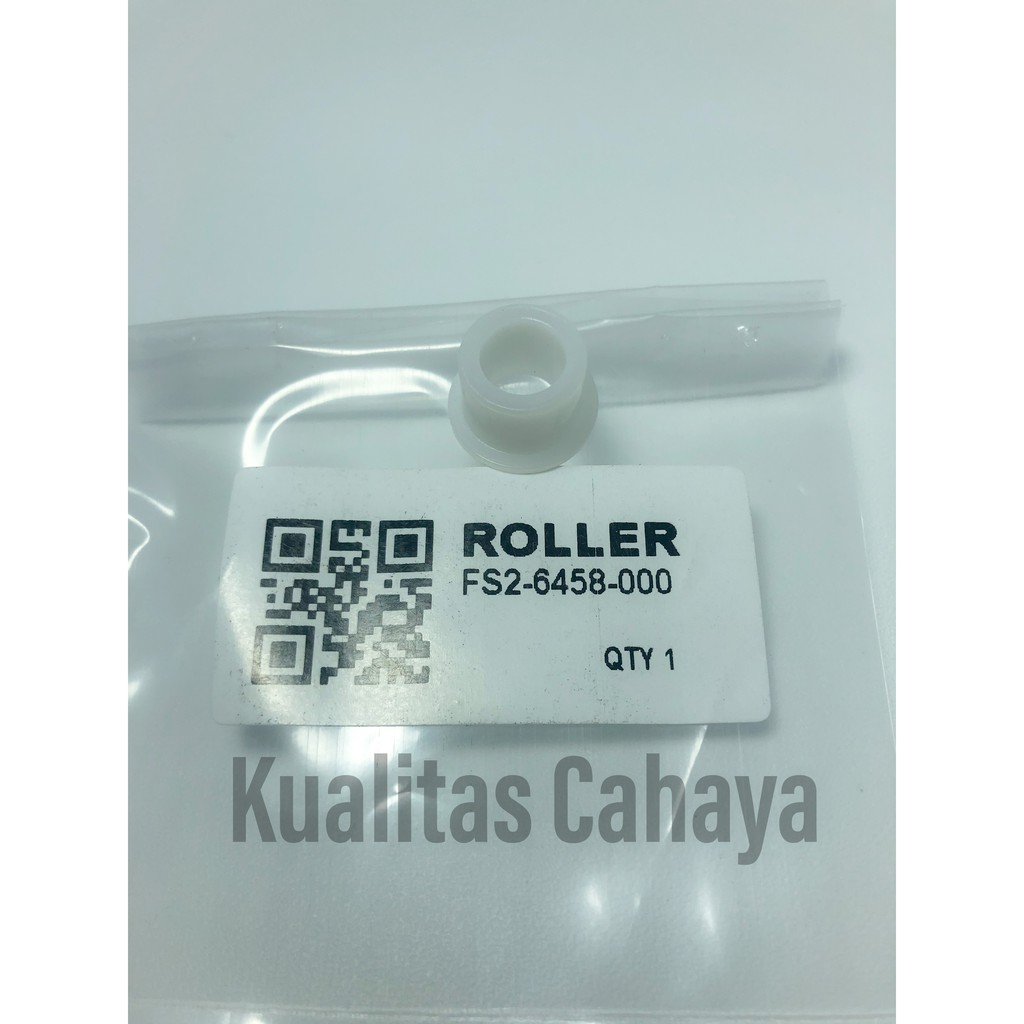 ROLLER
FS2-6458-000
QTY 1
Kualitas Cahaya